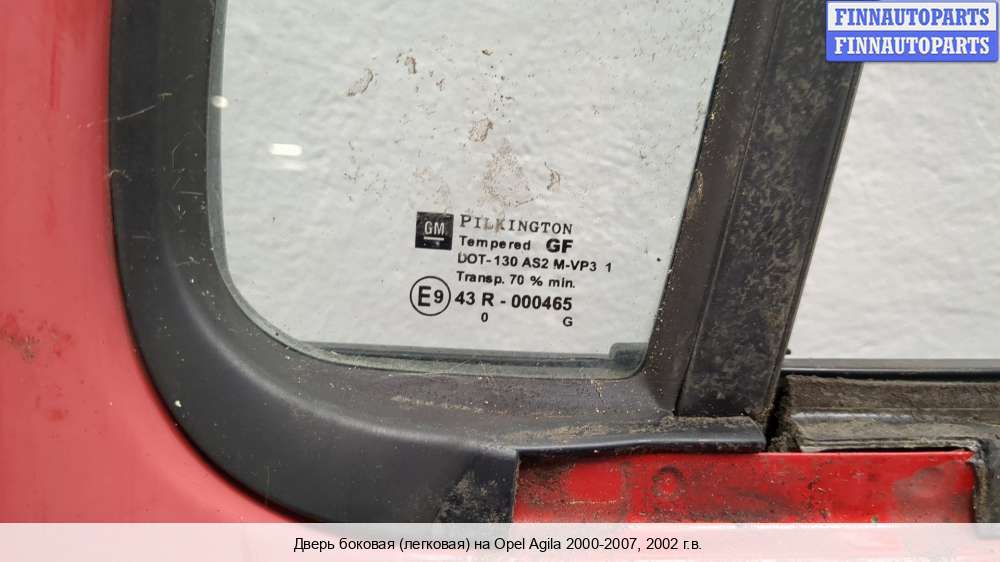 FINNAUTOPARTS
FINNAUTOPARTS
GM PILKINGTON
Tempered GF
DOT-130 AS2 M-VP3 1
Transp. 70 % min.
E9 43 R - 000465
0 G
Дверь боковая (легковая) на Opel Agila 2000-2007, 2002 г.в.